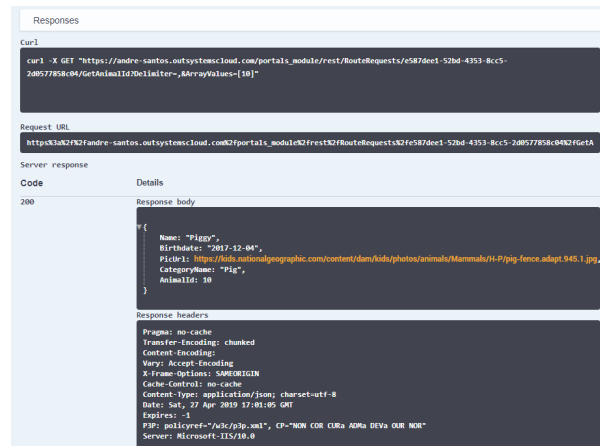 Responses
Curl
curl -X GET "https://andre-santos.outsystemscloud.com/portals_module/rest/RouteRequests/e587dee1-52bd-4353-8cc5-
2d0577858c04/GetAnimalId?Delimiter=,&ArrayValues=[10]"
Request URL
https%3a%2f%2fandre-santos.outsystemscloud.com%2fportals_module%2frest%2fRouteRequests%2fe587dee1-52bd-4353-8cc5-2d0577858c04%2fGetA
Server response
Code Details
200 Response body
{
Name: "Piggy",
Birthdate: "2017-12-04",
PicUrl: https://kids.nationalgeographic.com/content/dam/kids/photos/animals/Mammals/H-P/pig-fence.adapt.945.1.jpg,
CategoryName: "Pig",
AnimalId: 10
}
Response headers
Pragma: no-cache
Transfer-Encoding: chunked
Content-Encoding:
Vary: Accept-Encoding
X-Frame-Options: SAMEORIGIN
Cache-Control: no-cache
Content-Type: application/json; charset=utf-8
Date: Sat, 27 Apr 2019 17:01:05 GMT
Expires: -1
P3P: policyref="/w3c/p3p.xml", CP="NON COR CURa ADMa DEVa OUR NOR"
Server: Microsoft-IIS/10.0